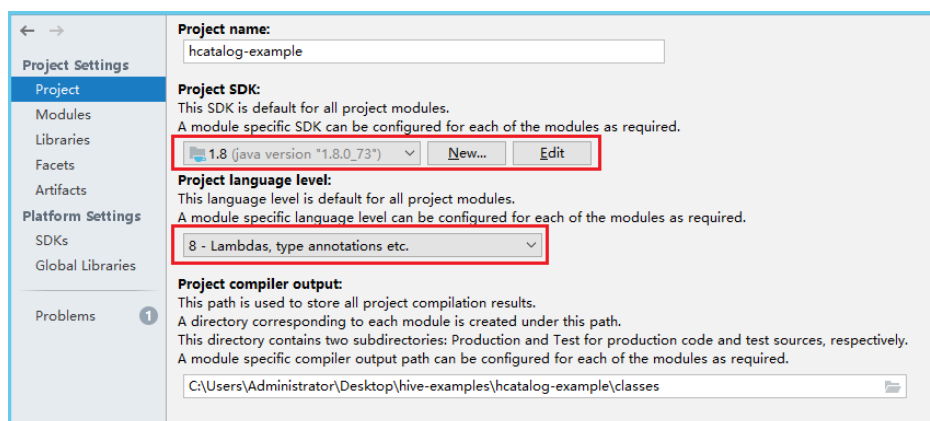 Project Settings
Project
Modules
Libraries
Facets
Artifacts
Platform Settings
SDKs
Global Libraries
Problems 1
Project name:
hcatalog-example
Project SDK:
This SDK is default for all project modules.
A module specific SDK can be configured for each of the modules as required.
1.8 (java version "1.8.0_73") New... Edit
Project language level:
This language level is default for all project modules.
A module specific language level can be configured for each of the modules as required.
8 - Lambdas, type annotations etc.
Project compiler output:
This path is used to store all project compilation results.
A directory corresponding to each module is created under this path.
This directory contains two subdirectories: Production and Test for production code and test sources, respectively.
A module specific compiler output path can be configured for each of the modules as required.
C:\Users\Administrator\Desktop\hive-examples\hcatalog-example\classes